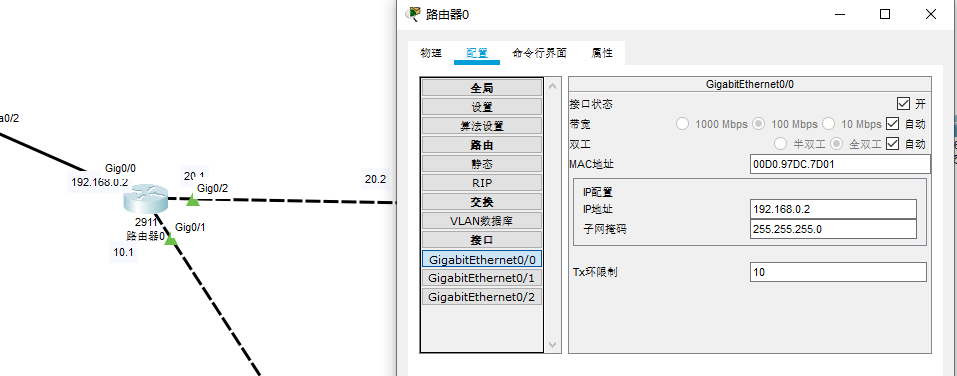 a0/2
Gig0/0
192.168.0.2
20.1
Gig0/2
20.2
2911
路由器0
Gig0/1
10.1
路由器0
物理 配置 命令行界面 属性
全局
设置
算法设置
路由
静态
RIP
交换
VLAN数据库
接口
GigabitEthernet0/0
GigabitEthernet0/1
GigabitEthernet0/2
GigabitEthernet0/0
接口状态 开
带宽 1000 Mbps 100 Mbps 10 Mbps 自动
双工 半双工 全双工 自动
MAC地址 00D0.97DC.7D01
IP配置
IP地址 192.168.0.2
子网掩码 255.255.255.0
Tx环限制 10